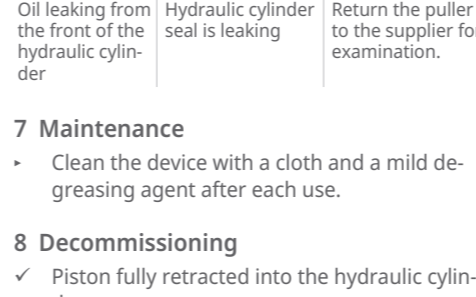 Oil leaking from Hydraulic cylinder Return the puller
the front of the seal is leaking to the supplier for
hydraulic cylin- examination.
der
7 Maintenance
‣ Clean the device with a cloth and a mild de-
greasing agent after each use.
8 Decommissioning
✓ Piston fully retracted into the hydraulic cylin-